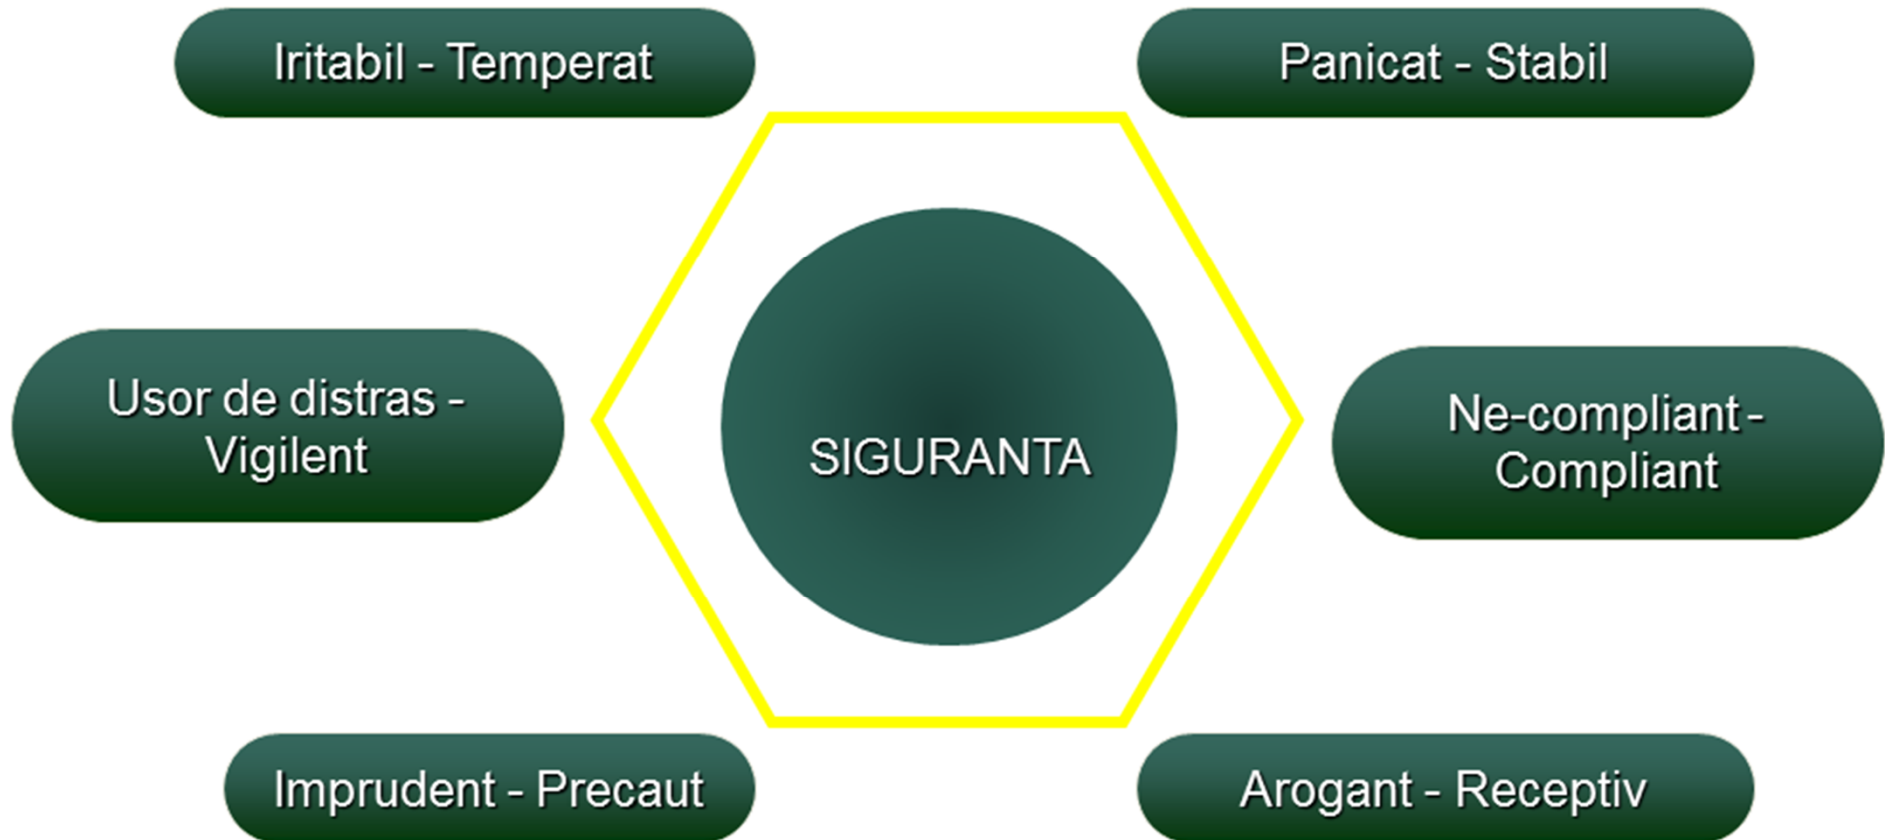 Iritabil - Temperat
Panicat - Stabil
Usor de distras -
Vigilent
SIGURANTA
Ne-compliant -
Compliant
Imprudent - Precaut
Arogant - Receptiv